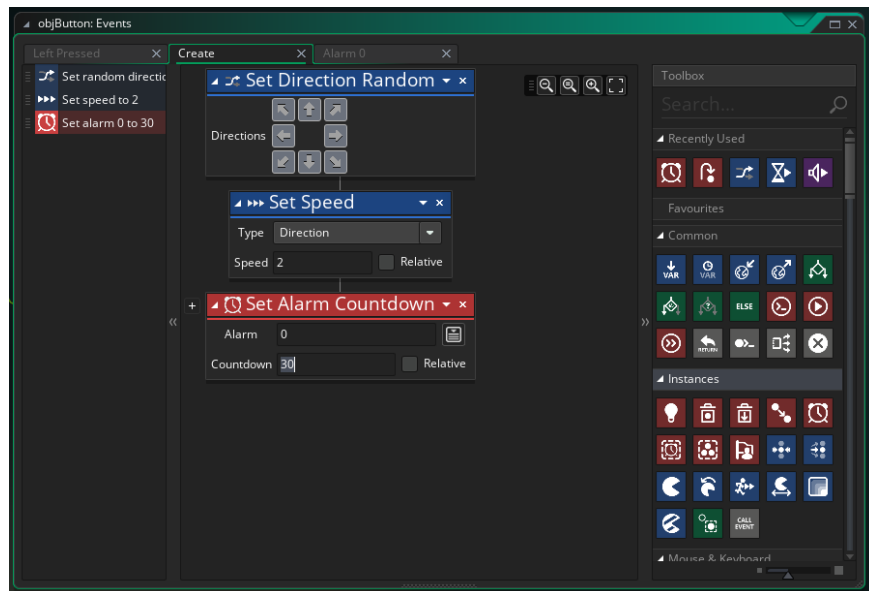 objButton: Events
Left Pressed
Create
Alarm 0
Set random directic
Set speed to 2
Set alarm 0 to 30
Set Direction Random
Directions
Set Speed
Type Direction
Speed 2 Relative
Set Alarm Countdown
Alarm 0
Countdown 30 Relative
Toolbox
Search...
Recently Used
Favourites
Common
VAR
VAR
ELSE
RETURN
Instances
CALL
EVENT
Mouse & Keyboard